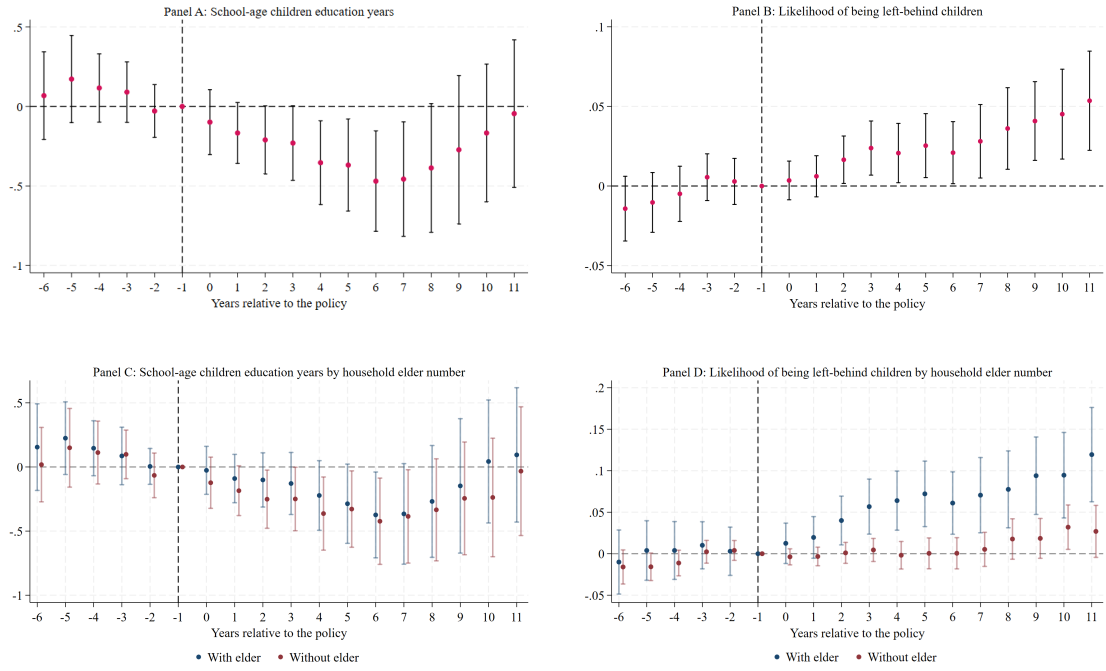 Panel A: School-age children education years
.5
0
-.5
-1
-6 -5 -4 -3 -2 -1 0 1 2 3 4 5 6 7 8 9 10 11
Years relative to the policy
Panel B: Likelihood of being left-behind children
.1
.05
0
-.05
-6 -5 -4 -3 -2 -1 0 1 2 3 4 5 6 7 8 9 10 11
Years relative to the policy
Panel C: School-age children education years by household elder number
.5
0
-.5
-1
-6 -5 -4 -3 -2 -1 0 1 2 3 4 5 6 7 8 9 10 11
Years relative to the policy
With elder Without elder
Panel D: Likelihood of being left-behind children by household elder number
.2
.15
.1
.05
0
-.05
-6 -5 -4 -3 -2 -1 0 1 2 3 4 5 6 7 8 9 10 11
Years relative to the policy
With elder Without elder